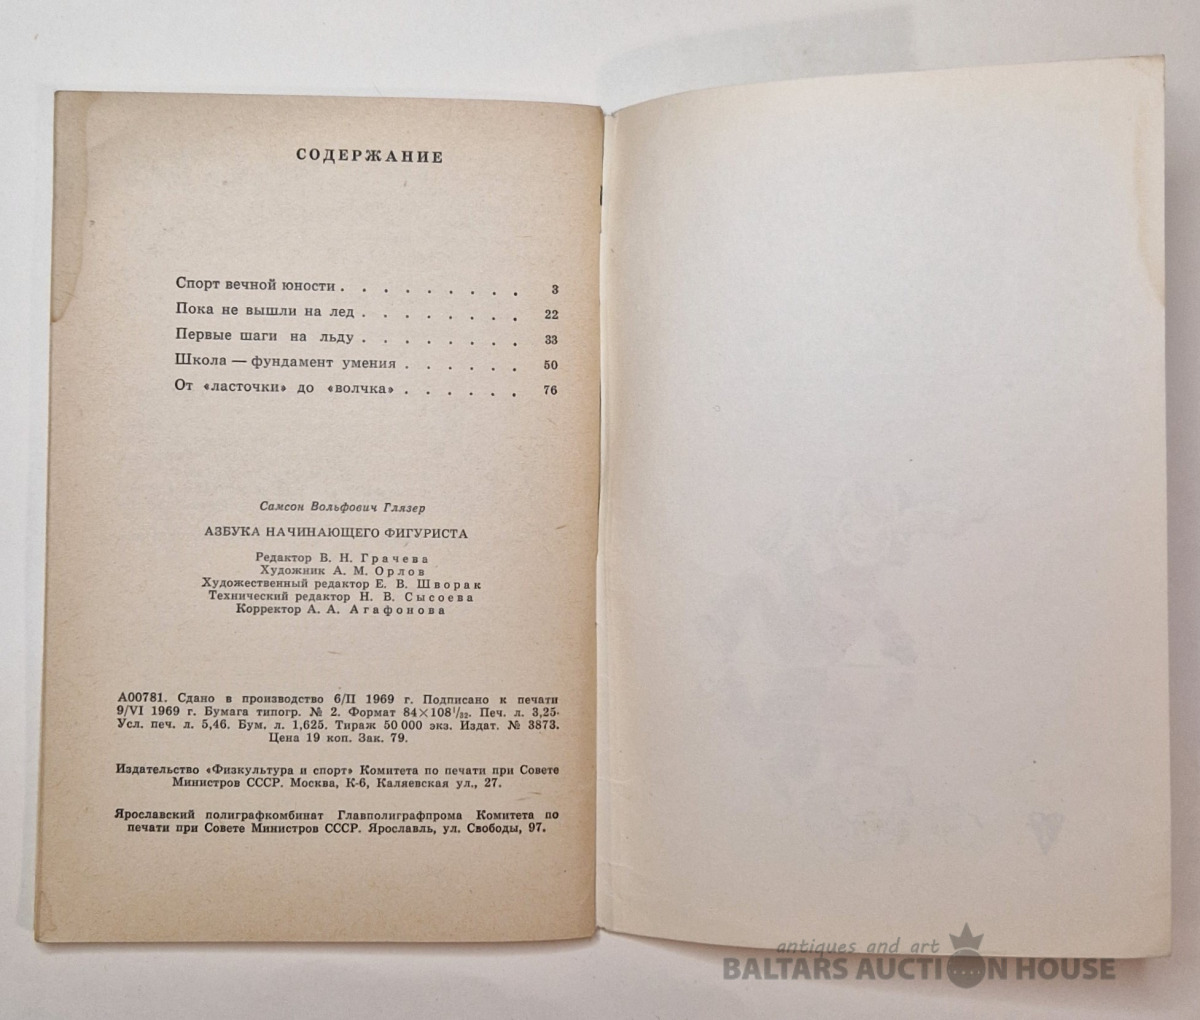 СОДЕРЖАНИЕ
Спорт вечной юности . . . . . . . . . 3
Пока не вышли на лед . . . . . . . . 22
Первые шаги на льду . . . . . . . . 33
Школа — фундамент умения . . . . . . 50
От «ласточки» до «волчка» . . . . . . 76
Самсон Вольфович Глязер
АЗБУКА НАЧИНАЮЩЕГО ФИГУРИСТА
Редактор В. Н. Грачева
Художник А. М. Орлов
Художественный редактор Е. В. Шворак
Технический редактор Н. В. Сысоева
Корректор А. А. Агафонова
А00781. Сдано в производство 6/II 1969 г. Подписано к печати
9/VI 1969 г. Бумага типогр. № 2. Формат 84×108¹/₃₂. Печ. л. 3,25.
Усл. печ. л. 5,46. Бум. л. 1,625. Тираж 50 000 экз. Издат. № 3873.
Цена 19 коп. Зак. 79.
Издательство «Физкультура и спорт» Комитета по печати при Совете
Министров СССР. Москва, К-6, Каляевская ул., 27.
Ярославский полиграфкомбинат Главполиграфпрома Комитета по
печати при Совете Министров СССР. Ярославль, ул. Свободы, 97.
antiques and art
BALTARS AUCTION HOUSE